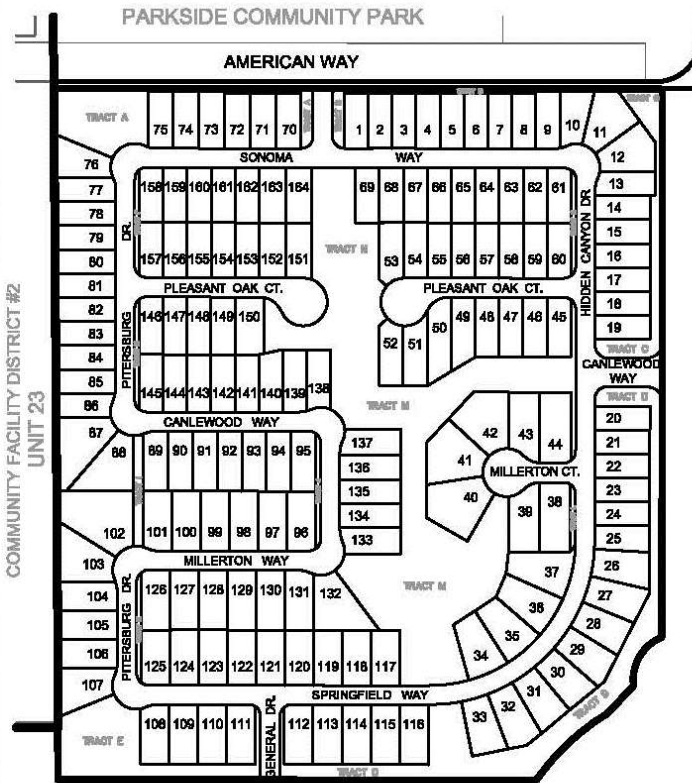 PARKSIDE COMMUNITY PARK
AMERICAN WAY
TRACT A
75 74 73 72 71 70
1 2 3 4 5 6 7 8 9 10 11
12
13
76
SONOMA WAY
77
78
79
80
81
82
83
84
85
86
87
88
PITERSBURG DR.
158 159 160 161 162 163 164
69 68 67 66 65 64 63 62 61
14
15
16
17
18
19
HIDDEN CANYON DR
TRACT N
157 156 155 154 153 152 151
53 54 55 56 57 58 59 60
PLEASANT OAK CT.
PLEASANT OAK CT.
146 147 148 149 150
52 51 50 49 48 47 46 45
TRACT C
CANLEWOOD
WAY
TRACT D
145 144 143 142 141 140 139 138
TRACT M
CANLEWOOD WAY
COMMUNITY FACILITY DISTRICT #2
UNIT 23
89 90 91 92 93 94 95
137
136
135
134
133
42 43 44
41
40
MILLERTON CT.
39 38
20
21
22
23
24
25
26
27
28
29
30
31
32
33
101 100 99 98 97 96
102
103
104
105
106
107
MILLERTON WAY
PITERSBURG DR.
126 127 128 129 130 131 132
TRACT M
37
36
35
34
125 124 123 122 121 120 119 118 117
SPRINGFIELD WAY
TRACT E
108 109 110 111
GENERAL DR.
112 113 114 115 116